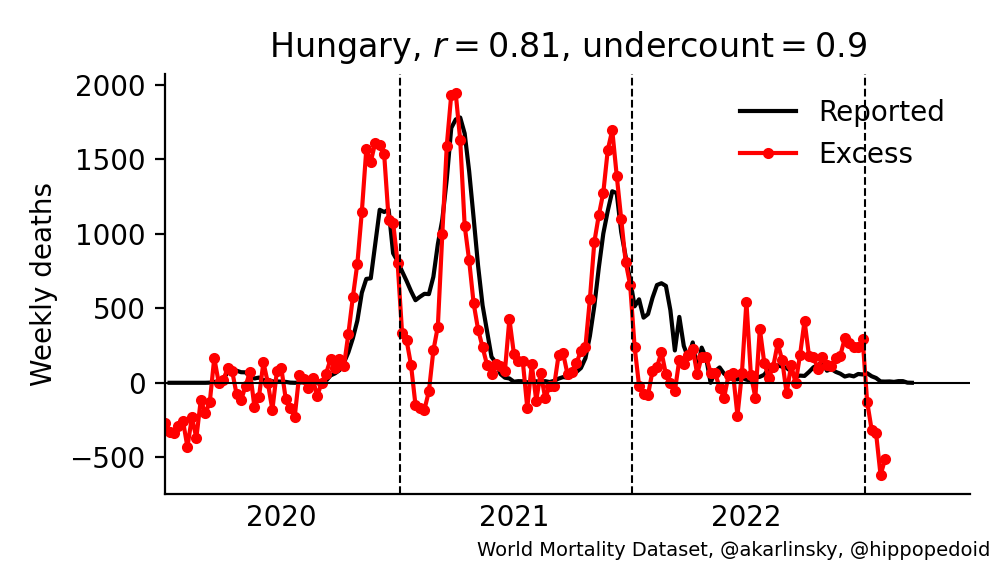 Hungary, r = 0.81, undercount = 0.9
Weekly deaths
2000
1500
1000
500
0
−500
Reported
Excess
2020 2021 2022
World Mortality Dataset, @akarlinsky, @hippopedoid